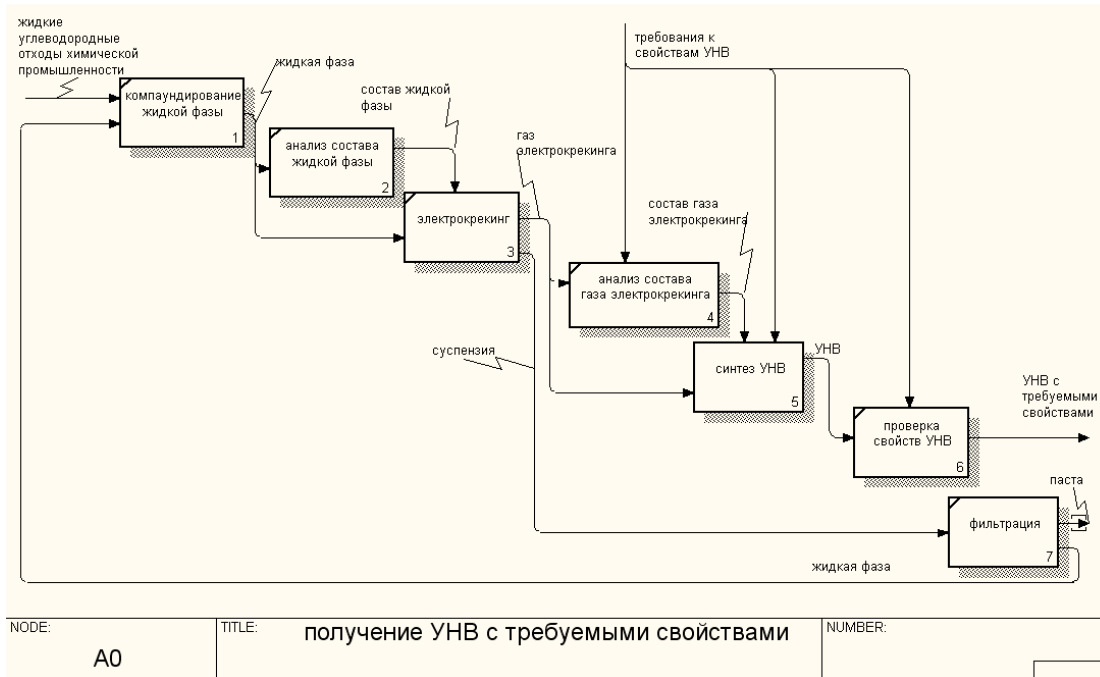 жидкие
углеводородные
отходы химической
промышленности
жидкая фаза
требования к
свойствам УНВ
компаундирование
жидкой фазы
1
состав жидкой
фазы
анализ состава
жидкой фазы
2
газ
электрокрекинга
электрокрекинг
3
состав газа
электрокрекинга
анализ состава
газа электрокрекинга
4
суспензия
синтез УНВ
5
УНВ
УНВ с
требуемыми
свойствами
проверка
свойств УНВ
6
паста
фильтрация
7
жидкая фаза
NODE:
A0
TITLE:
получение УНВ с требуемыми свойствами
NUMBER: